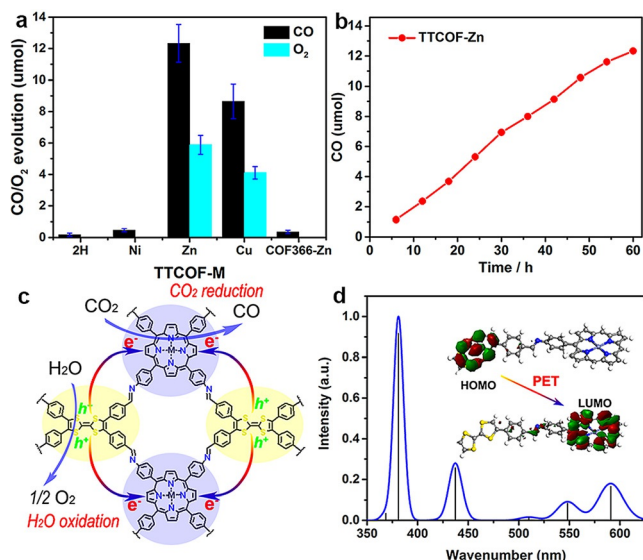 a
CO/O2 evolution (umol)
14
12
10
8
6
4
2
0
CO
O2
2H
Ni
Zn
Cu
COF366-Zn
TTCOF-M
b
CO (umol)
14
12
10
8
6
4
2
0
TTCOF-Zn
0
10
20
30
40
50
60
Time / h
c
CO2
CO2 reduction
CO
e-
e-
H2O
h+
h+
h+
h+
N
N
N
N
M
N
N
N
N
S
S
S
S
S
S
S
S
N
N
N
N
M
N
N
N
N
e-
e-
1/2 O2
H2O oxidation
d
Intensity (a.u.)
1.0
0.8
0.6
0.4
0.2
0.0
HOMO
PET
LUMO
350
400
450
500
550
600
Wavenumber (nm)